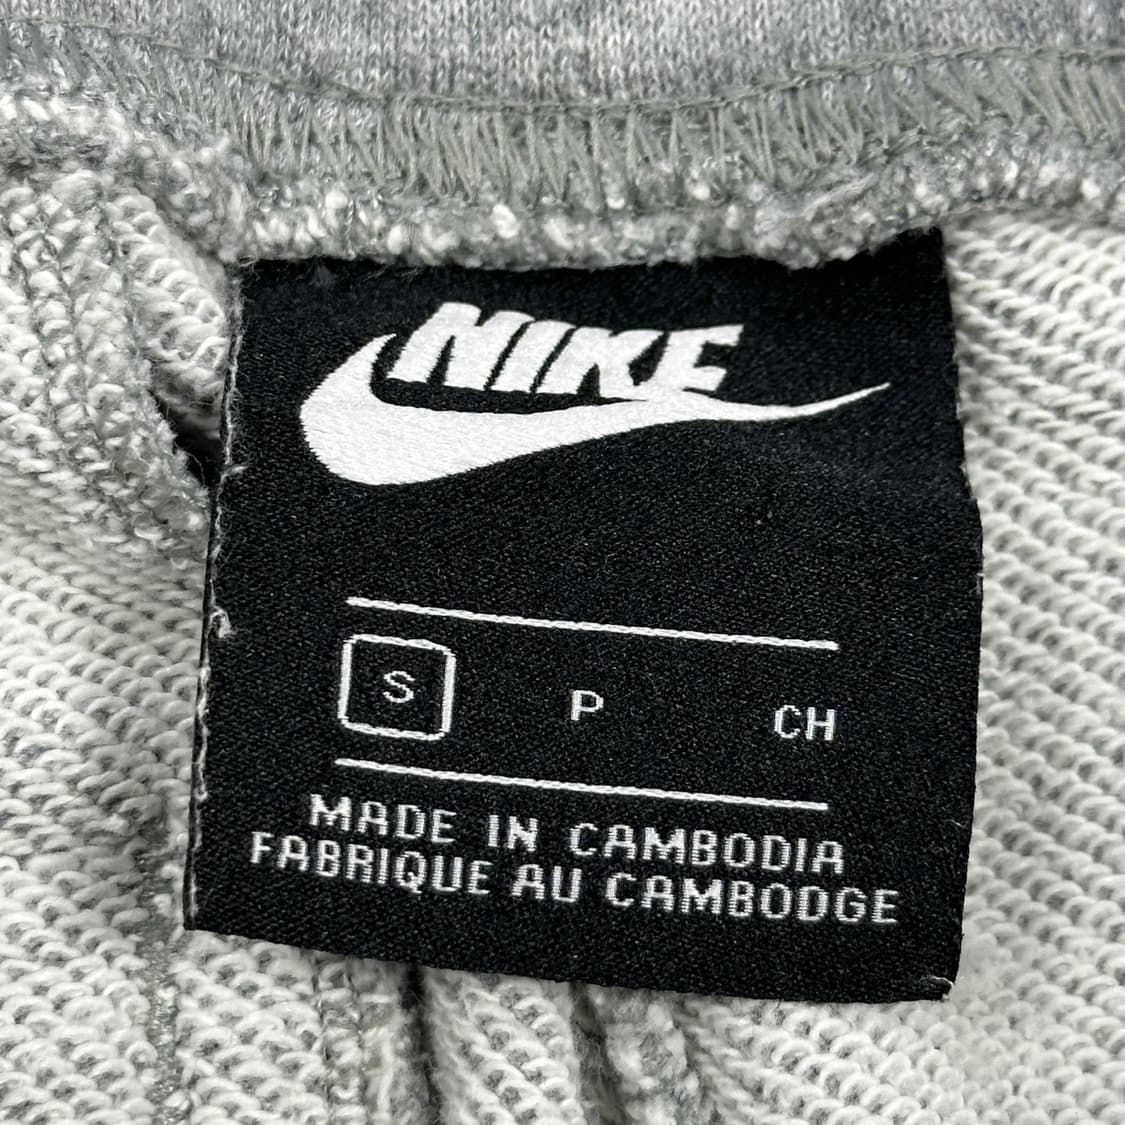 NIKE
S P CH
MADE IN CAMBODIA
FABRIQUE AU CAMBODGE